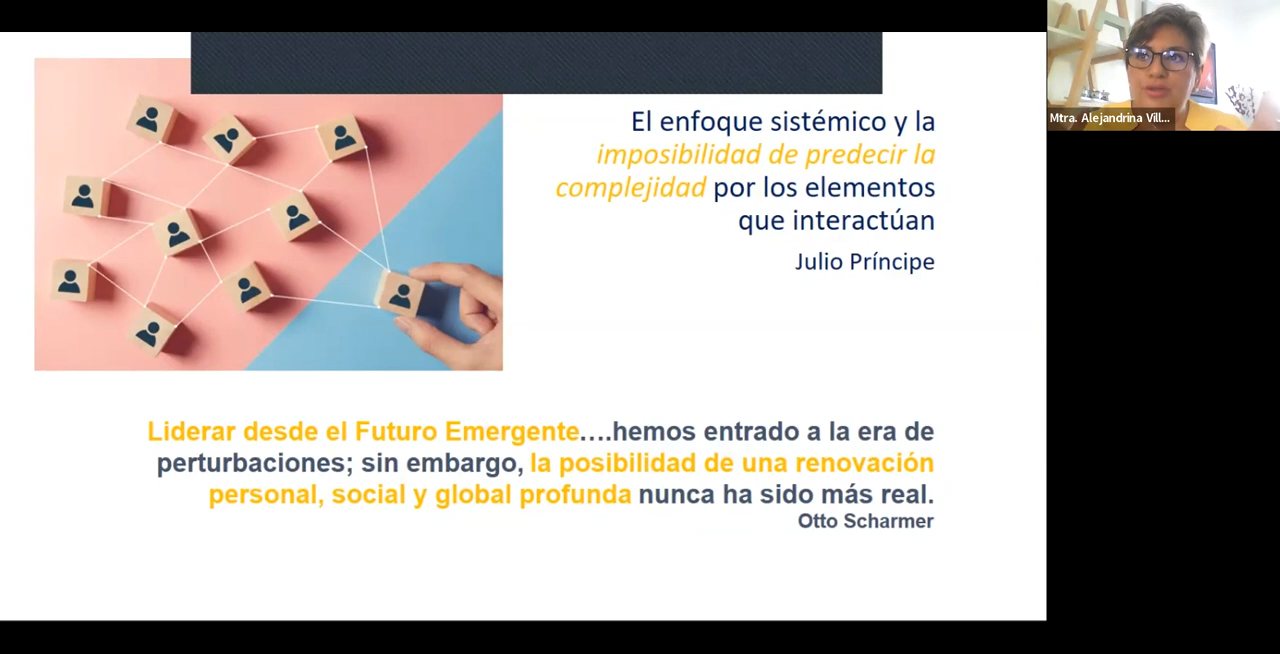 El enfoque sistémico y la
imposibilidad de predecir la
complejidad por los elementos
que interactúan
Julio Príncipe
Liderar desde el Futuro Emergente....hemos entrado a la era de
perturbaciones; sin embargo, la posibilidad de una renovación
personal, social y global profunda nunca ha sido más real.
Otto Scharmer
Mtra. Alejandrina Vill...